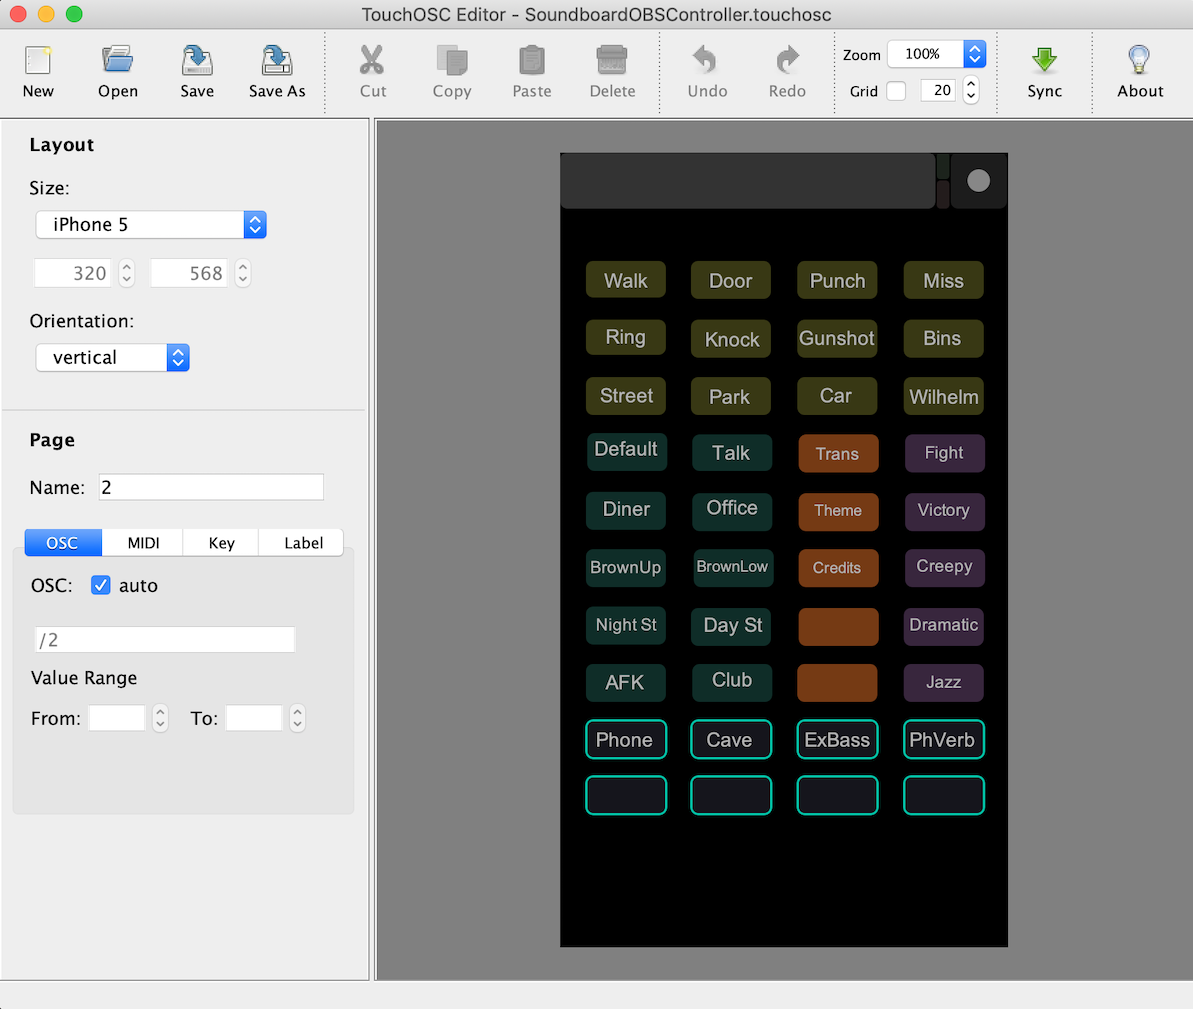 TouchOSC Editor - SoundboardOBSController.touchosc
New Open Save Save As Cut Copy Paste Delete Undo Redo Zoom 100% Grid 20 Sync About
Layout
Size:
iPhone 5
320 568
Orientation:
vertical
Page
Name: 2
OSC MIDI Key Label
OSC: auto
/2
Value Range
From: To:
Walk Door Punch Miss
Ring Knock Gunshot Bins
Street Park Car Wilhelm
Default Talk Trans Fight
Diner Office Theme Victory
BrownUp BrownLow Credits Creepy
Night St Day St Dramatic
AFK Club Jazz
Phone Cave ExBass PhVerb